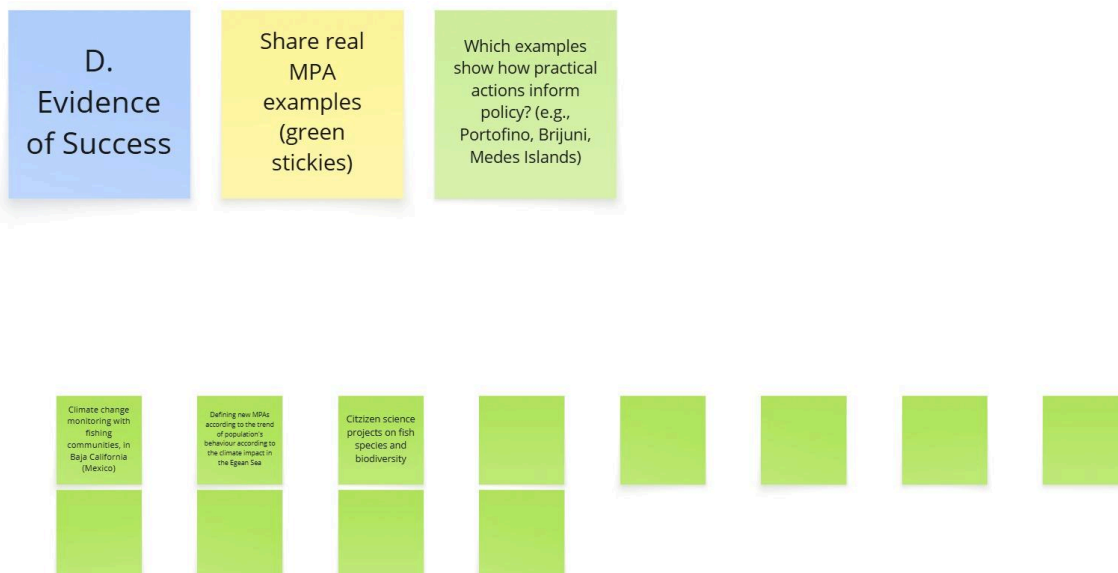 D.
Evidence
of Success
Share real
MPA
examples
(green
stickies)
Which examples
show how practical
actions inform
policy? (e.g.,
Portofino, Brijuni,
Medes Islands)
Climate change
monitoring with
fishing
communities, in
Baja California
(Mexico)
Defining new MPAs
according to the trend
of population's
behaviour according to
the climate impact in
the Egean Sea
Citzizen science
projects on fish
species and
biodiversity